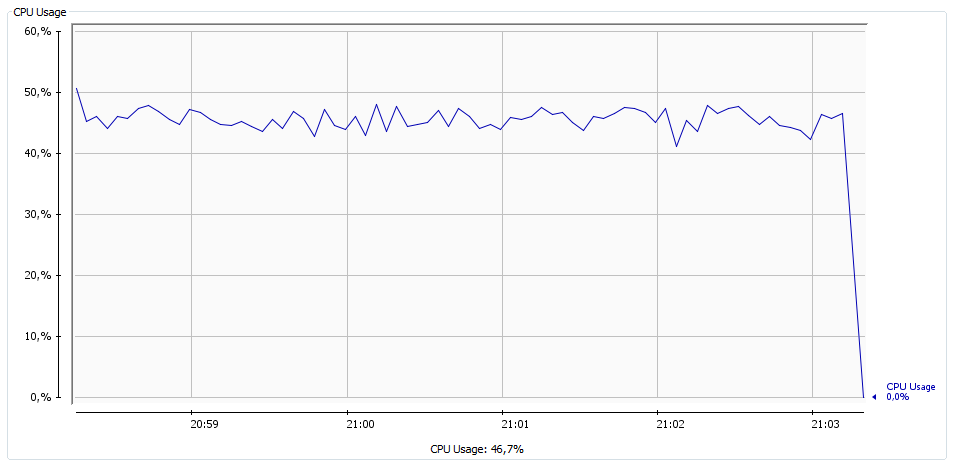 CPU Usage
60,%
50,%
40,%
30,%
20,%
10,%
0,%
CPU Usage
0,0%
20:59 21:00 21:01 21:02 21:03
CPU Usage: 46,7%